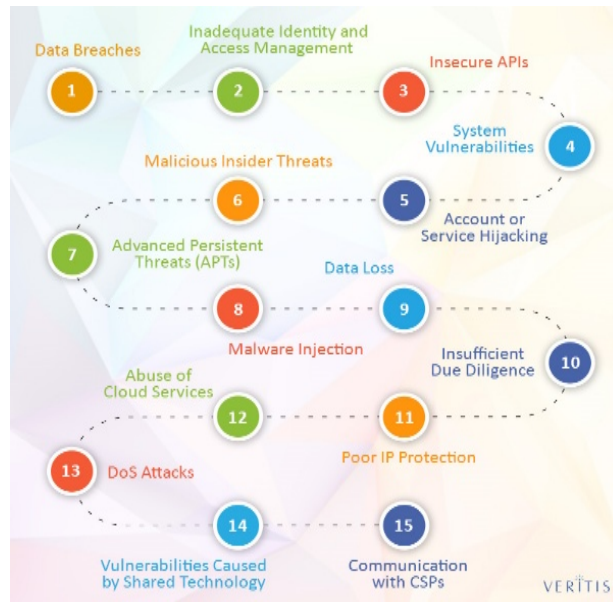 Data Breaches
1
Inadequate Identity and
Access Management
2
Insecure APIs
3
System
Vulnerabilities
4
Account or
Service Hijacking
5
Malicious Insider Threats
6
Advanced Persistent
Threats (APTs)
7
Malware Injection
8
Data Loss
9
Insufficient
Due Diligence
10
Poor IP Protection
11
Abuse of
Cloud Services
12
DoS Attacks
13
Vulnerabilities Caused
by Shared Technology
14
Communication
with CSPs
15
VERITIS